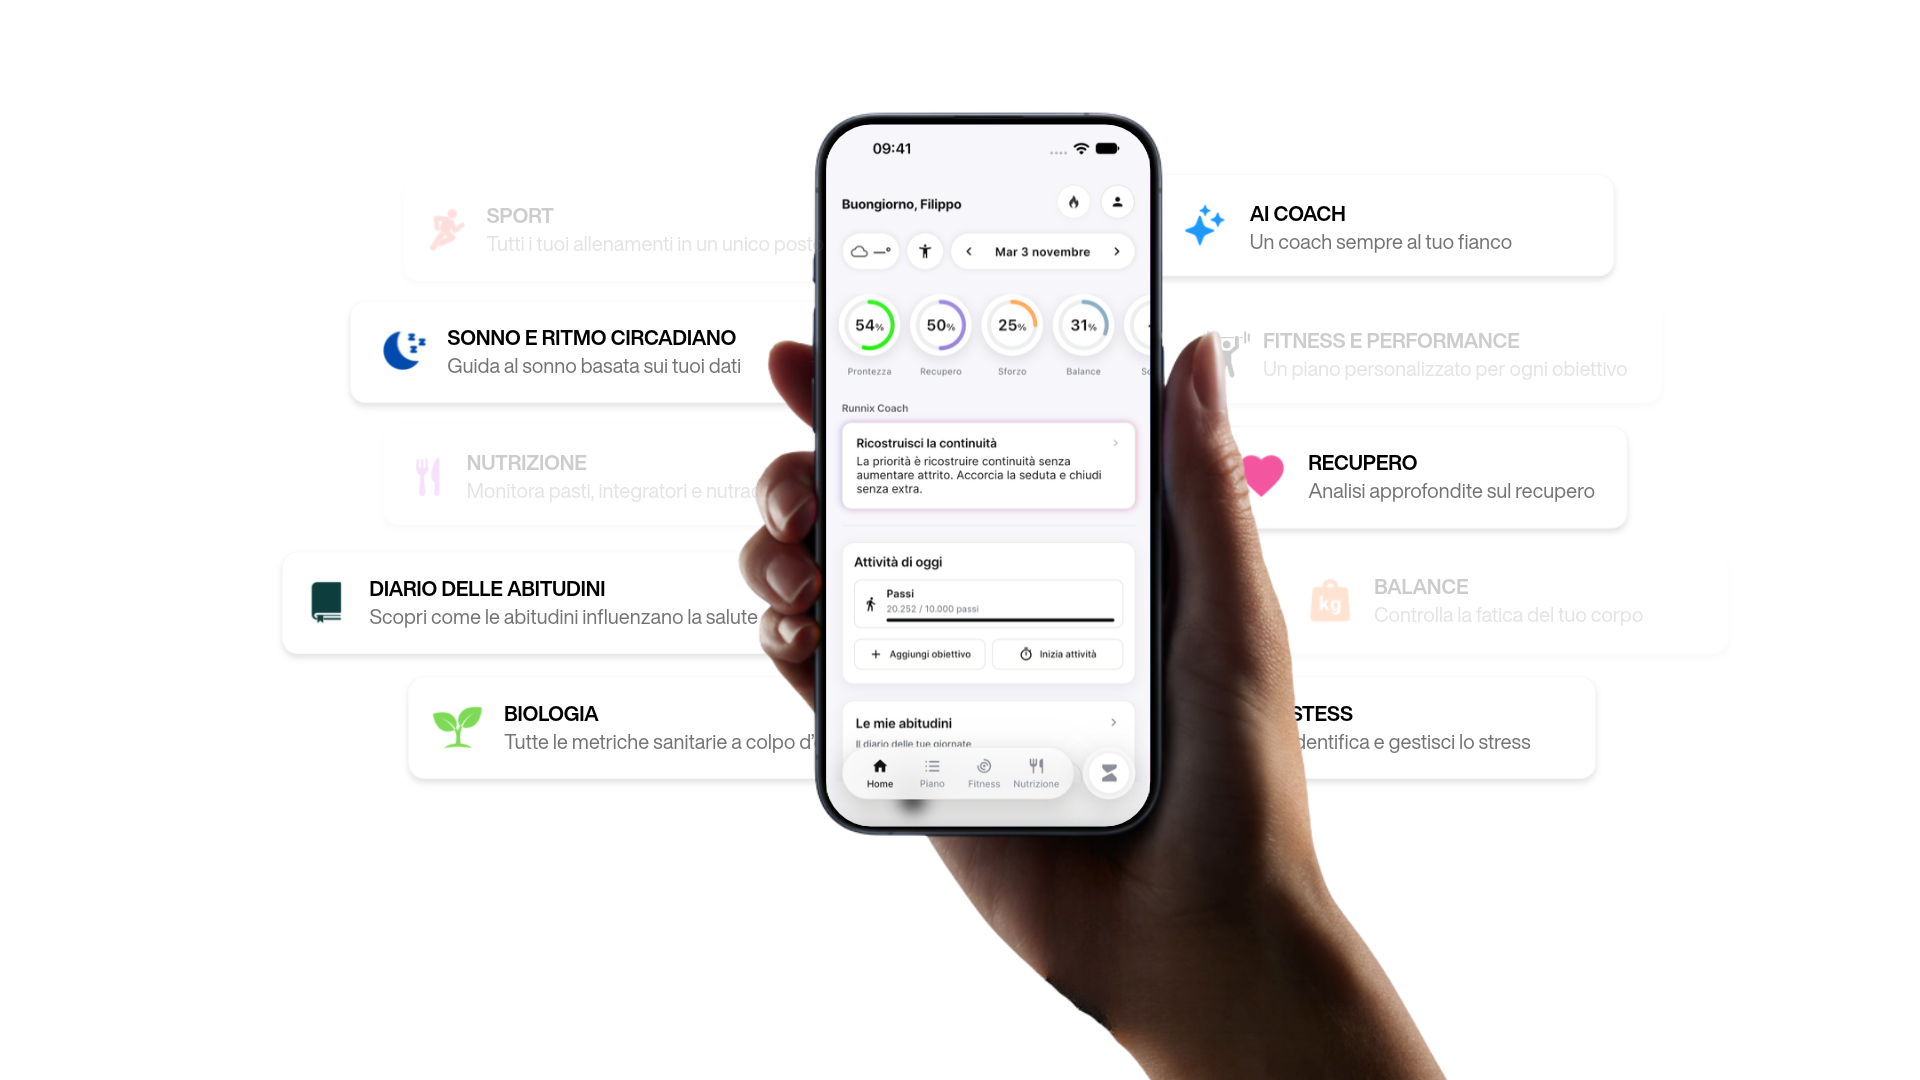 SPORT
Tutti i tuoi allenamenti in un unico posto
SONNO E RITMO CIRCADIANO
Guida al sonno basata sui tuoi dati
NUTRIZIONE
Monitora pasti, integratori e
DIARIO DELLE ABITUDINI
Scopri come le abitudini influenzano la salute
BIOLOGIA
Tutte le metriche sanitarie a colpo d'
09:41
Buongiorno, Filippo
—°
Mar 3 novembre
54%
50%
25%
31%
Prontezza
Recupero
Sforzo
Balance
Runnix Coach
Ricostruisci la continuità
La priorità è ricostruire continuità senza
aumentare attrito. Accorcia la seduta e chiudi
senza extra.
Attività di oggi
Passi
20.252 / 10.000 passi
Aggiungi obiettivo
Inizia attività
Le mie abitudini
Il diario delle tue giornate
Home
Piano
Fitness
Nutrizione
AI COACH
Un coach sempre al tuo fianco
FITNESS E PERFORMANCE
Un piano personalizzato per ogni obiettivo
RECUPERO
Analisi approfondite sul recupero
kg
BALANCE
Controlla la fatica del tuo corpo
STESS
dentifica e gestisci lo stress